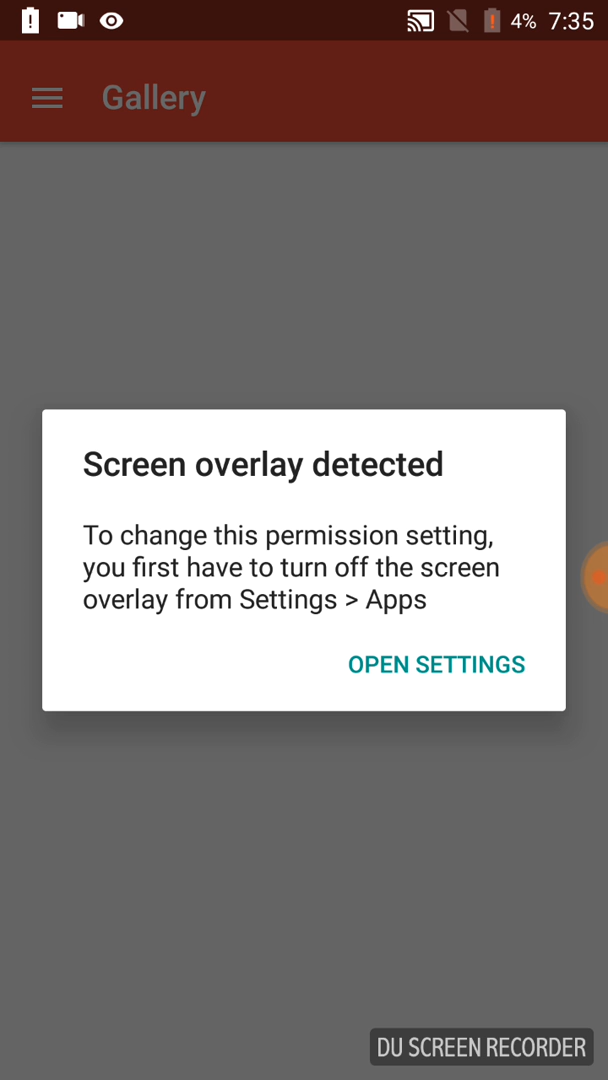 4% 7:35
Gallery
Screen overlay detected
To change this permission setting,
you first have to turn off the screen
overlay from Settings > Apps
OPEN SETTINGS
DU SCREEN RECORDER